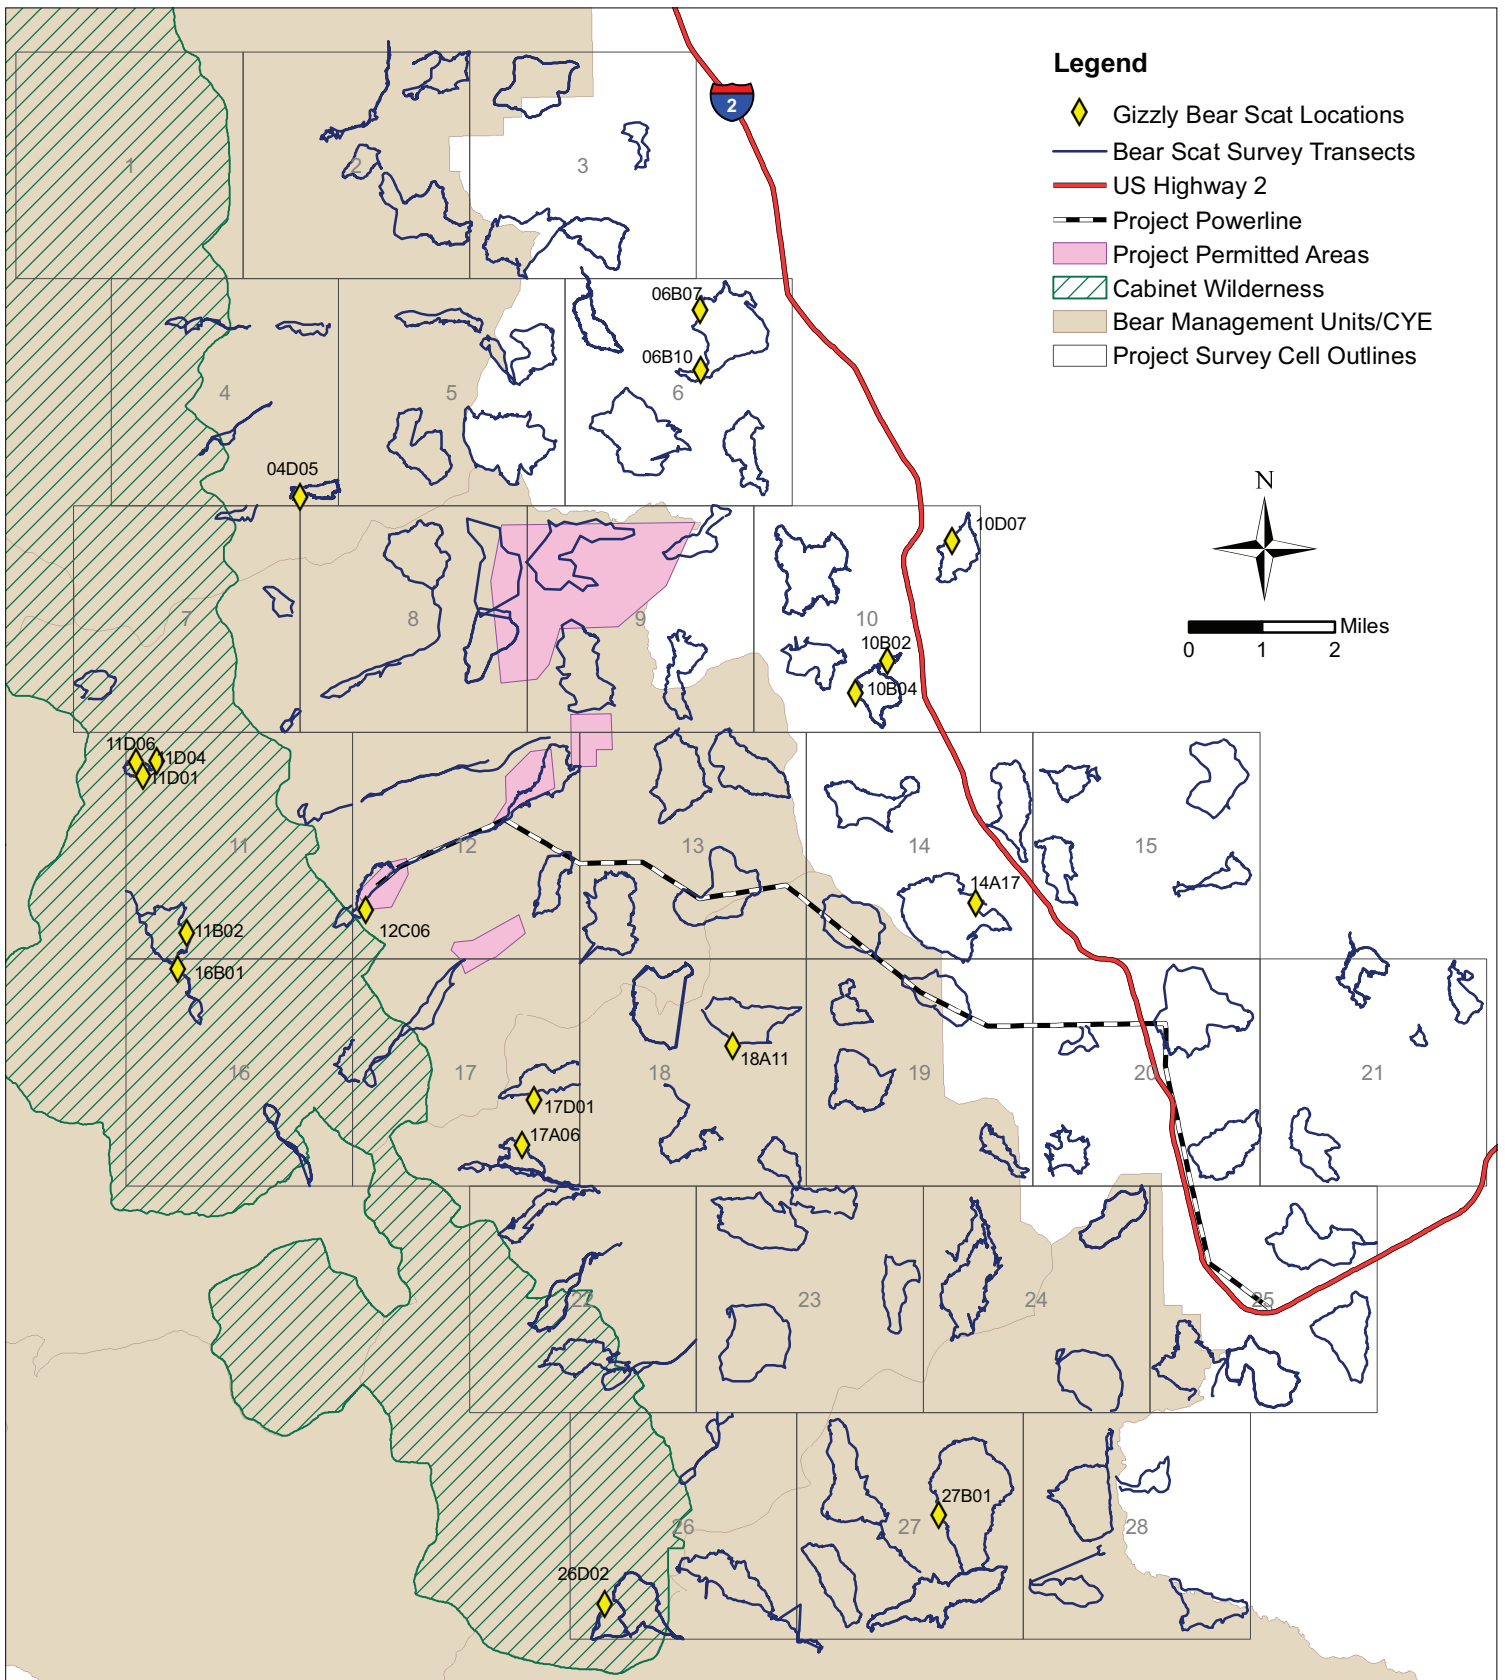 Legend
2
Gizzly Bear Scat Locations
Bear Scat Survey Transects
US Highway 2
Project Powerline
Project Permitted Areas
Cabinet Wilderness
Bear Management Units/CYE
Project Survey Cell Outlines
1
2
3
06B07
06B10
4
5
6
04D05
N
10D07
7
8
9
10
Miles
0 1 2
10B02
10B04
11D06
11D04
11D01
11
12
13
14
15
14A17
11B02
12C06
16B01
18A11
16
17
18
19
20
21
17D01
17A06
22
23
24
25
27B01
26
27
28
26D02